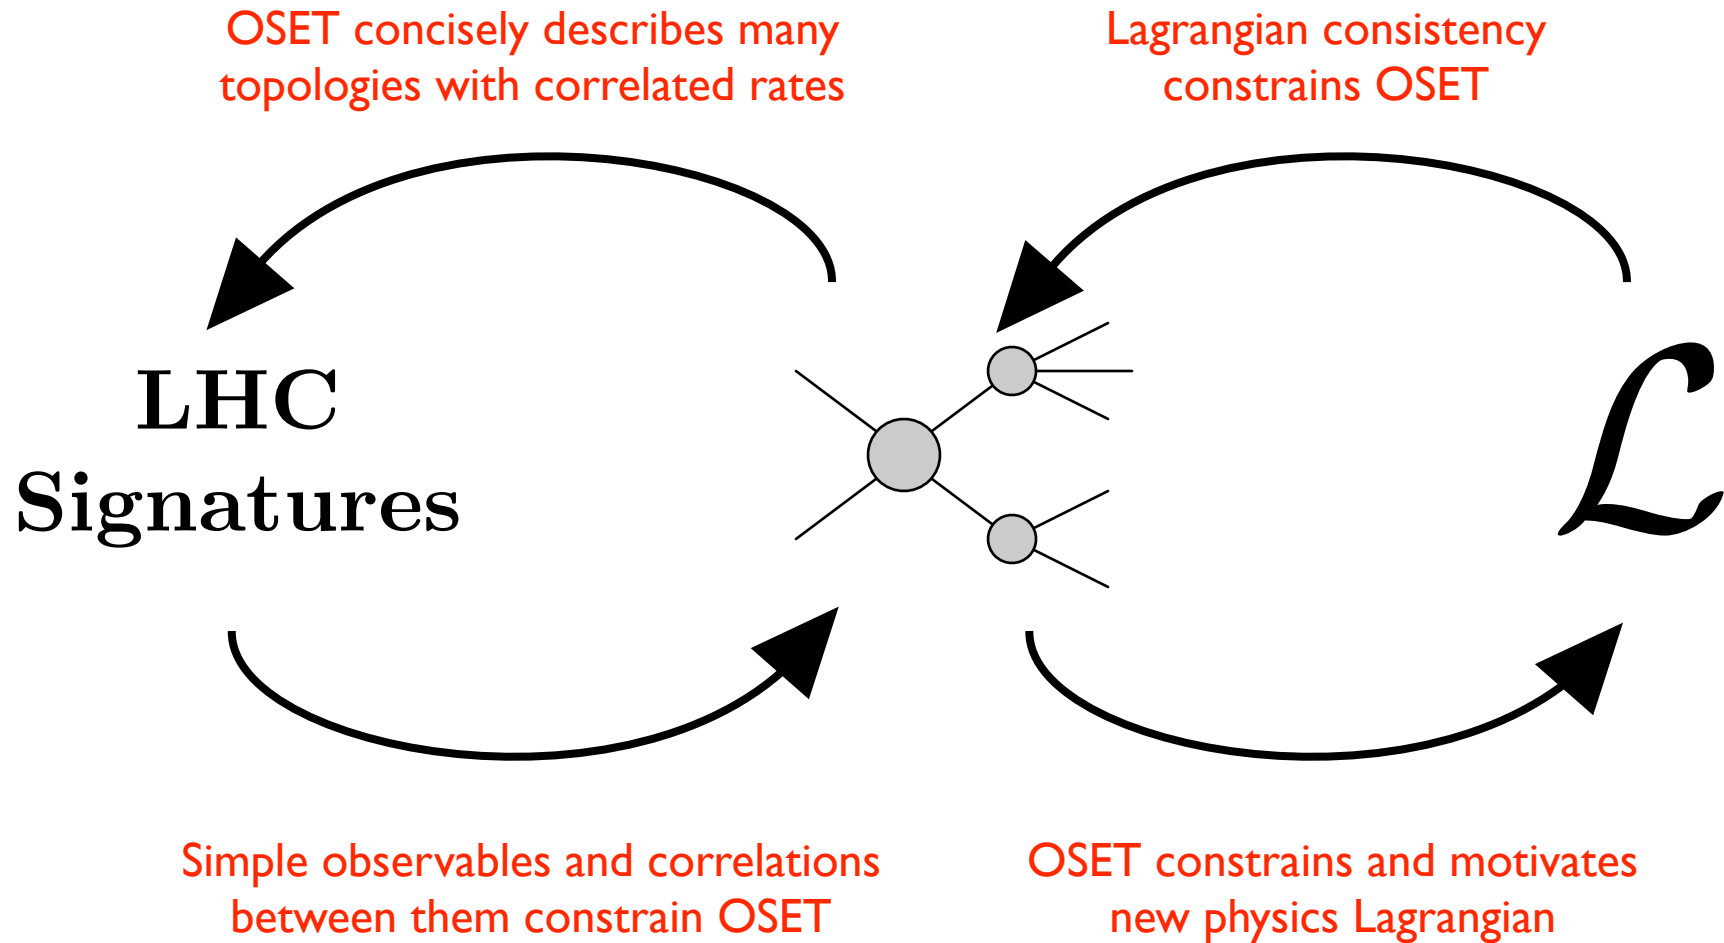 OSET concisely describes many
topologies with correlated rates
Lagrangian consistency
constrains OSET
LHC
Signatures
ℒ
Simple observables and correlations
between them constrain OSET
OSET constrains and motivates
new physics Lagrangian